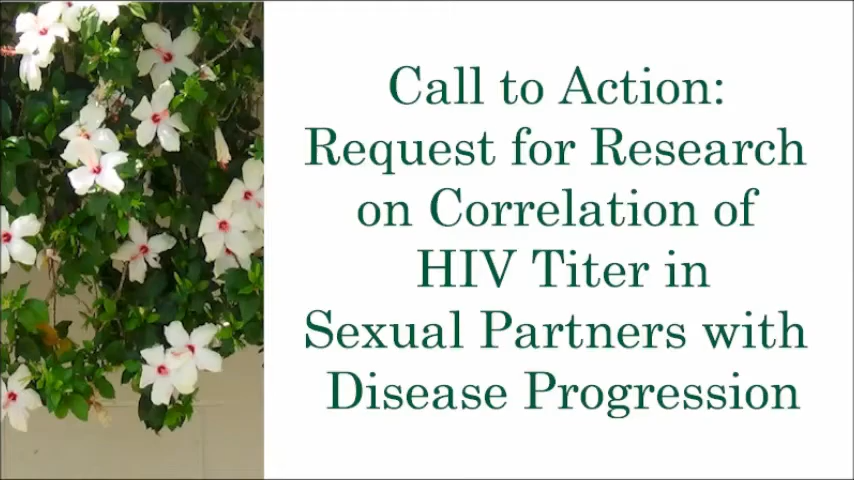 Call to Action:
Request for Research
on Correlation of
HIV Titer in
Sexual Partners with
Disease Progression